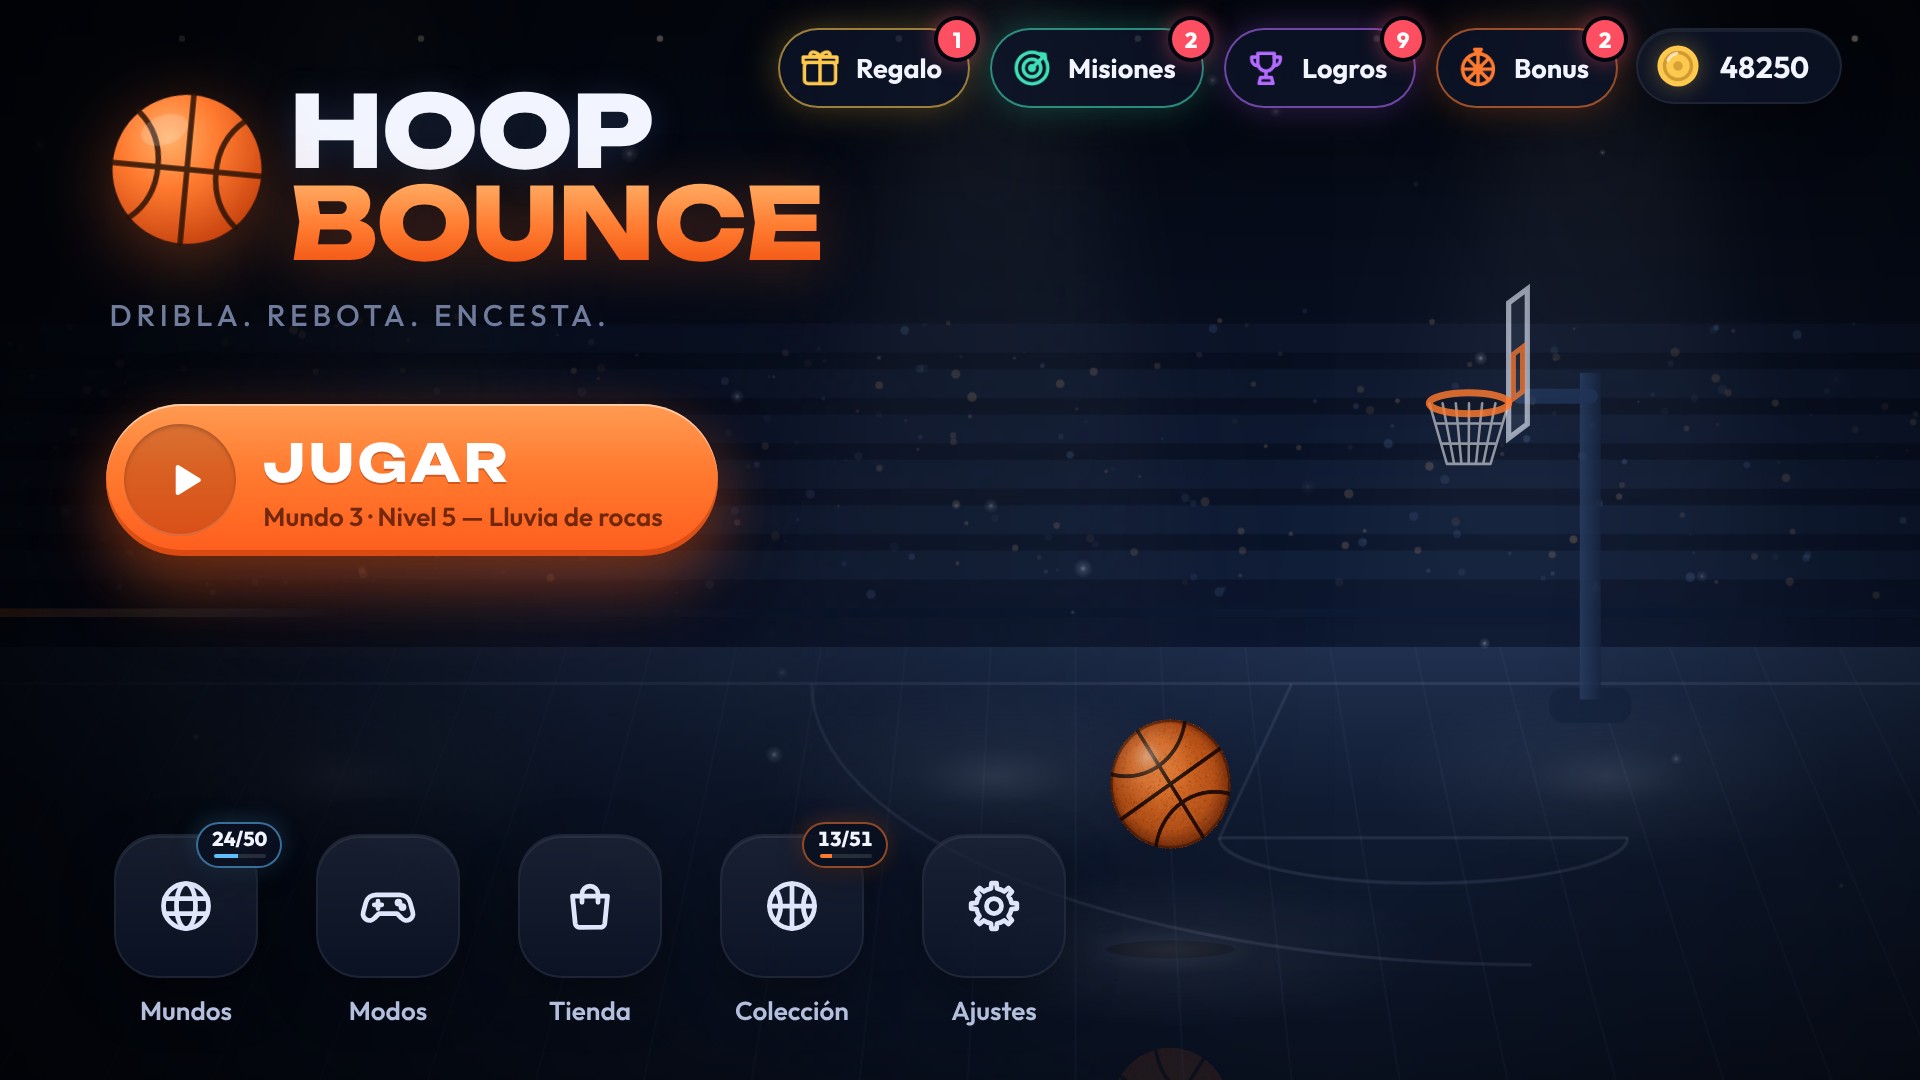 Regalo 1
Misiones 2
Logros 9
Bonus 2
48250
HOOP
BOUNCE
DRIBLA. REBOTA. ENCESTA.
JUGAR
Mundo 3 · Nivel 5 — Lluvia de rocas
24/50
13/51
Mundos
Modos
Tienda
Colección
Ajustes